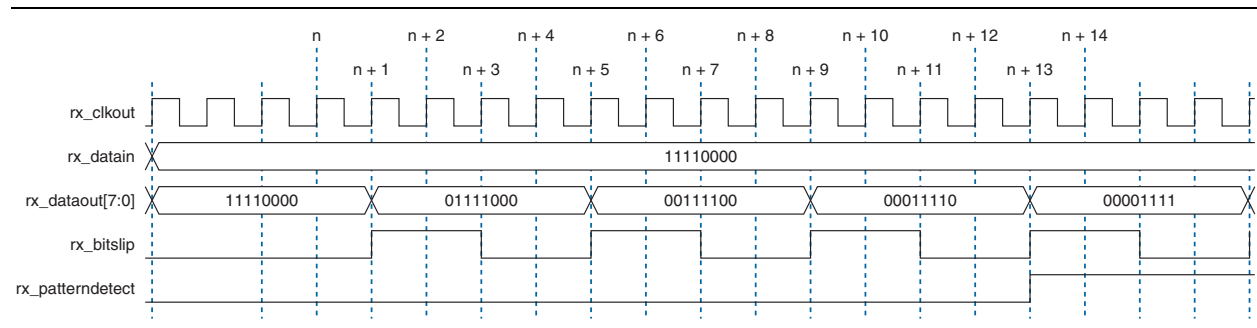 n n + 2 n + 4 n + 6 n + 8 n + 10 n + 12 n + 14
n + 1 n + 3 n + 5 n + 7 n + 9 n + 11 n + 13
rx_clkout
rx_datain 11110000
rx_dataout[7:0] 11110000 01111000 00111100 00011110 00001111
rx_bitslip
rx_patterndetect